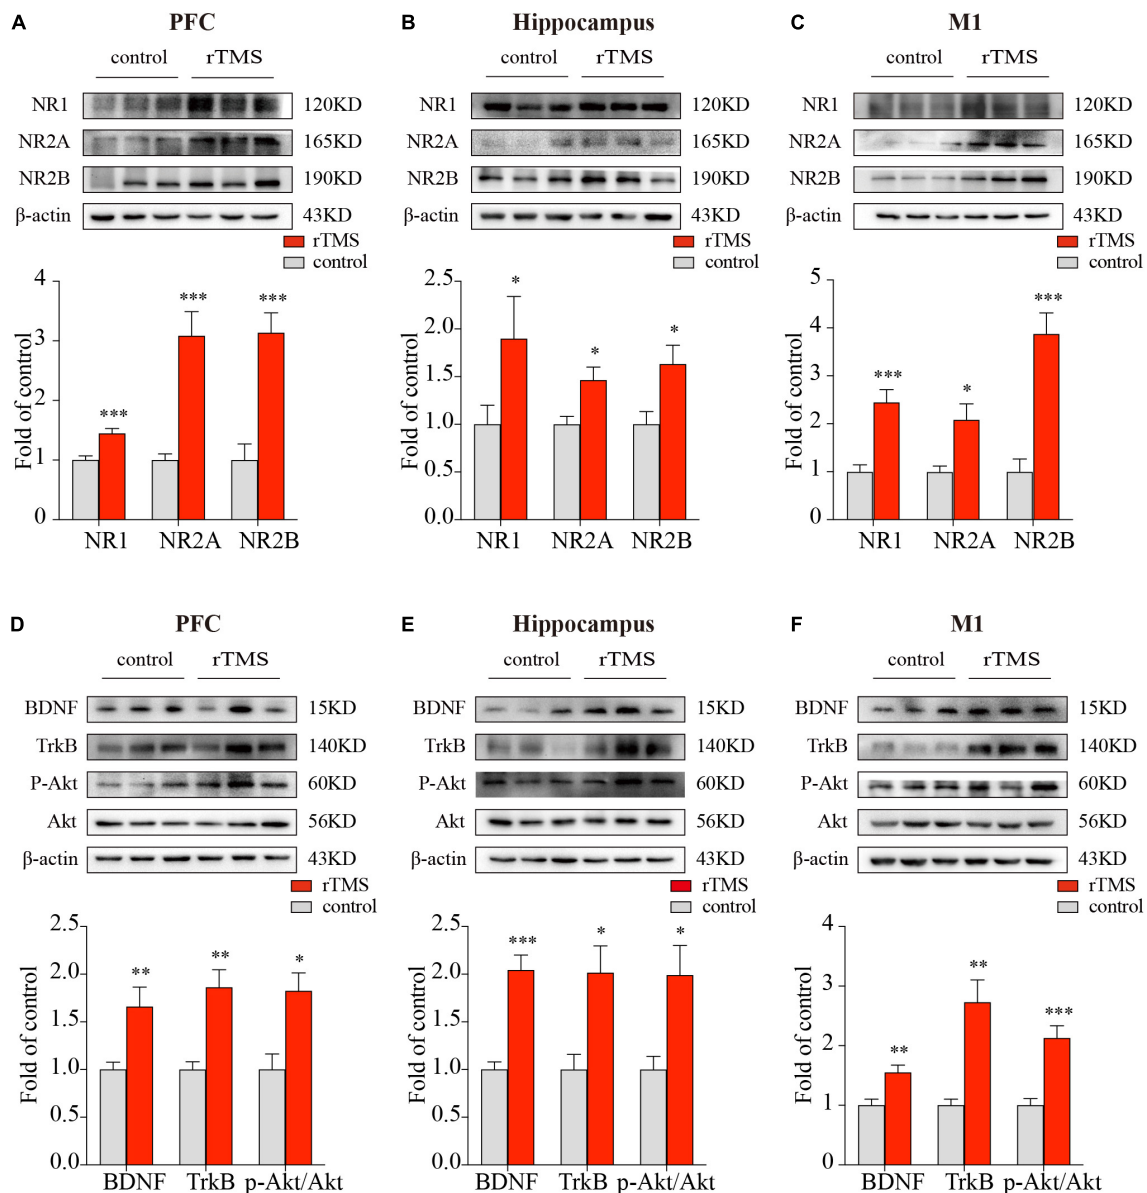 A PFC
control rTMS
NR1 120KD
NR2A 165KD
NR2B 190KD
β-actin 43KD
rTMS
control
Fold of control
4
3
2
1
0
*** *** ***
NR1 NR2A NR2B
B Hippocampus
control rTMS
NR1 120KD
NR2A 165KD
NR2B 190KD
β-actin 43KD
rTMS
control
Fold of control
2.5
2.0
1.5
1.0
0.5
0.0
* * *
NR1 NR2A NR2B
C M1
control rTMS
NR1 120KD
NR2A 165KD
NR2B 190KD
β-actin 43KD
rTMS
control
Fold of control
5
4
3
2
1
0
*** * ***
NR1 NR2A NR2B
D PFC
control rTMS
BDNF 15KD
TrkB 140KD
P-Akt 60KD
Akt 56KD
β-actin 43KD
rTMS
control
Fold of control
2.5
2.0
1.5
1.0
0.5
0.0
** ** *
BDNF TrkB p-Akt/Akt
E Hippocampus
control rTMS
BDNF 15KD
TrkB 140KD
P-Akt 60KD
Akt 56KD
β-actin 43KD
rTMS
control
Fold of control
2.5
2.0
1.5
1.0
0.5
0.0
*** * *
BDNF TrkB p-Akt/Akt
F M1
control rTMS
BDNF 15KD
TrkB 140KD
P-Akt 60KD
Akt 56KD
β-actin 43KD
rTMS
control
Fold of control
4
3
2
1
0
** ** ***
BDNF TrkB p-Akt/Akt